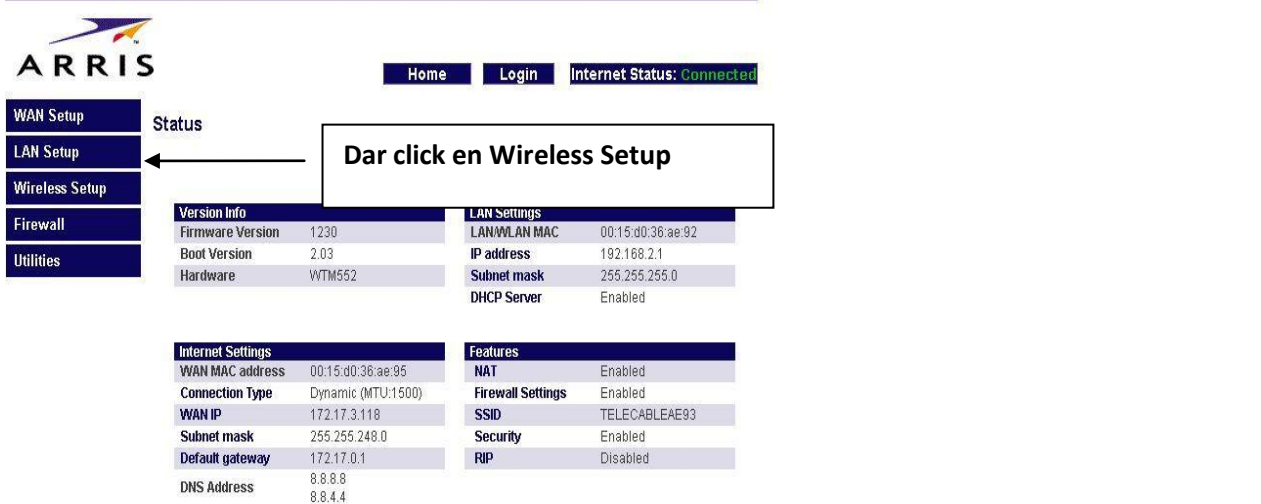 ARRIS
Home Login Internet Status: Connected
WAN Setup
LAN Setup
Wireless Setup
Firewall
Utilities
Status
Dar click en Wireless Setup
Version Info
Firmware Version 1230
Boot Version 2.03
Hardware WTM552
LAN Settings
LAN/WLAN MAC 00:15:d0:36:ae:92
IP address 192.168.2.1
Subnet mask 255.255.255.0
DHCP Server Enabled
Internet Settings
WAN MAC address 00:15:d0:36:ae:95
Connection Type Dynamic (MTU:1500)
WAN IP 172.17.3.118
Subnet mask 255.255.248.0
Default gateway 172.17.0.1
DNS Address 8.8.8.8
8.8.4.4
Features
NAT Enabled
Firewall Settings Enabled
SSID TELECABLEAE93
Security Enabled
RIP Disabled